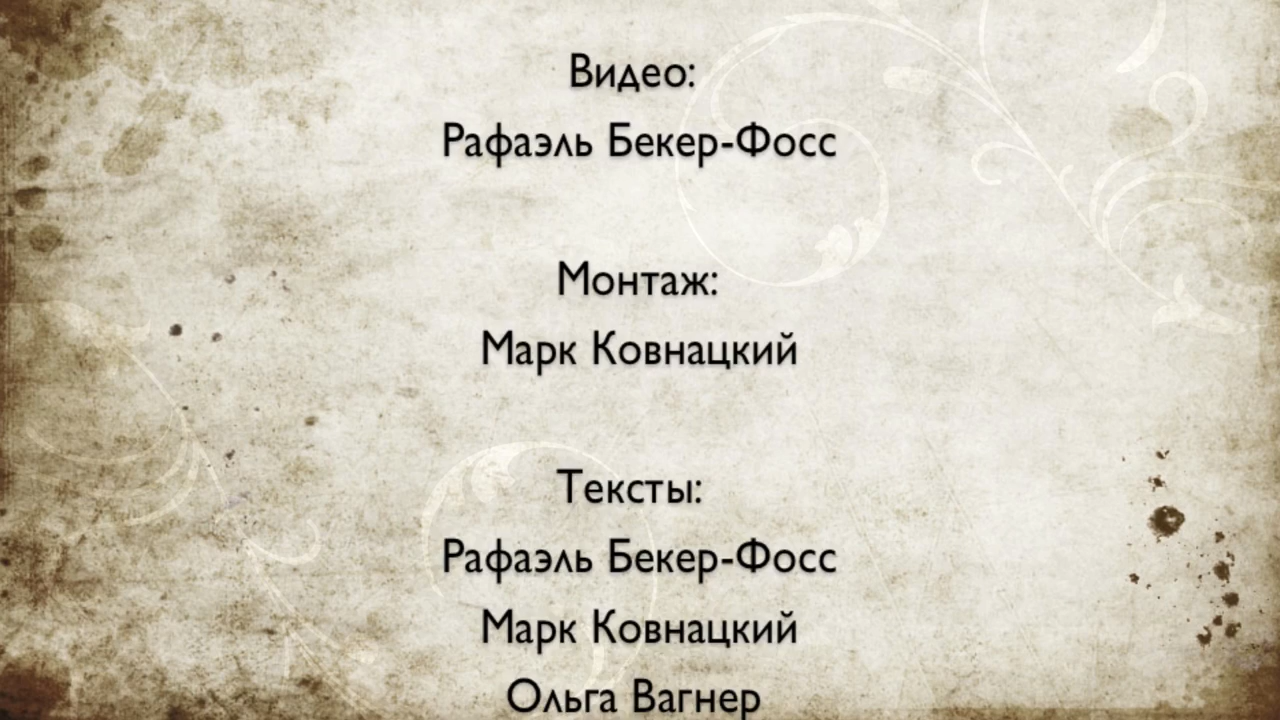 Видео:
Рафаэль Бекер-Фосс
Монтаж:
Марк Ковнацкий
Тексты:
Рафаэль Бекер-Фосс
Марк Ковнацкий
Ольга Вагнер